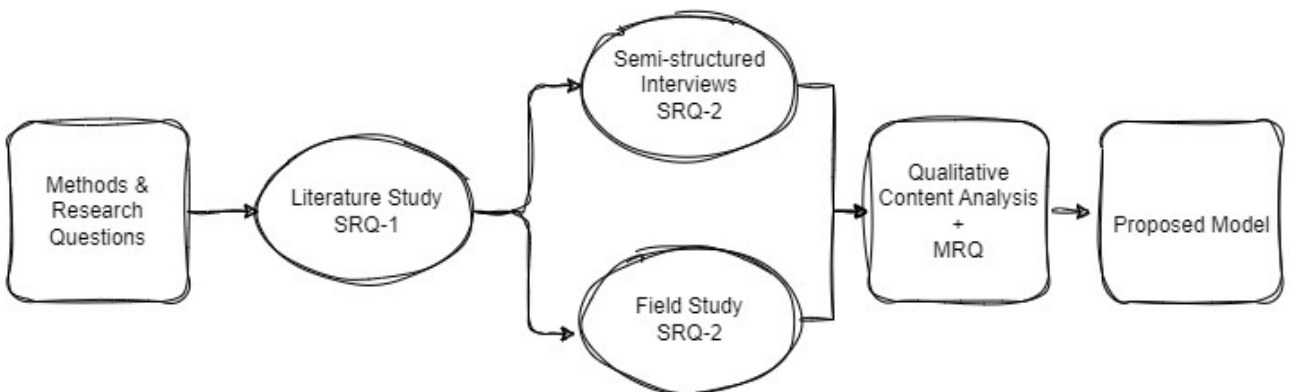 Methods &
Research
Questions
Literature Study
SRQ-1
Semi-structured
Interviews
SRQ-2
Field Study
SRQ-2
Qualitative
Content Analysis
+
MRQ
Proposed Model